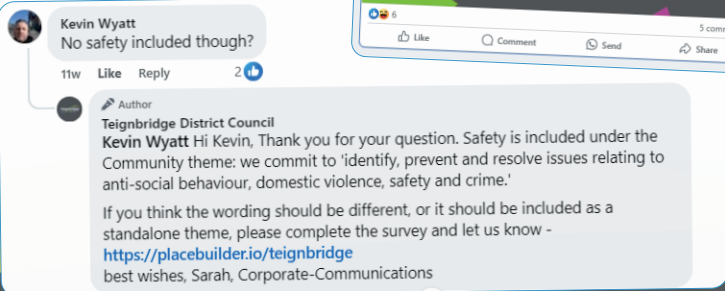 Kevin Wyatt
No safety included though?
11w Like Reply 2
6
5 com
Like Comment Send Share
Author
Teignbridge District Council
Kevin Wyatt Hi Kevin, Thank you for your question. Safety is included under the
Community theme: we commit to 'identify, prevent and resolve issues relating to
anti-social behaviour, domestic violence, safety and crime.'
If you think the wording should be different, or it should be included as a
standalone theme, please complete the survey and let us know -
https://placebuilder.io/teignbridge
best wishes, Sarah, Corporate-Communications